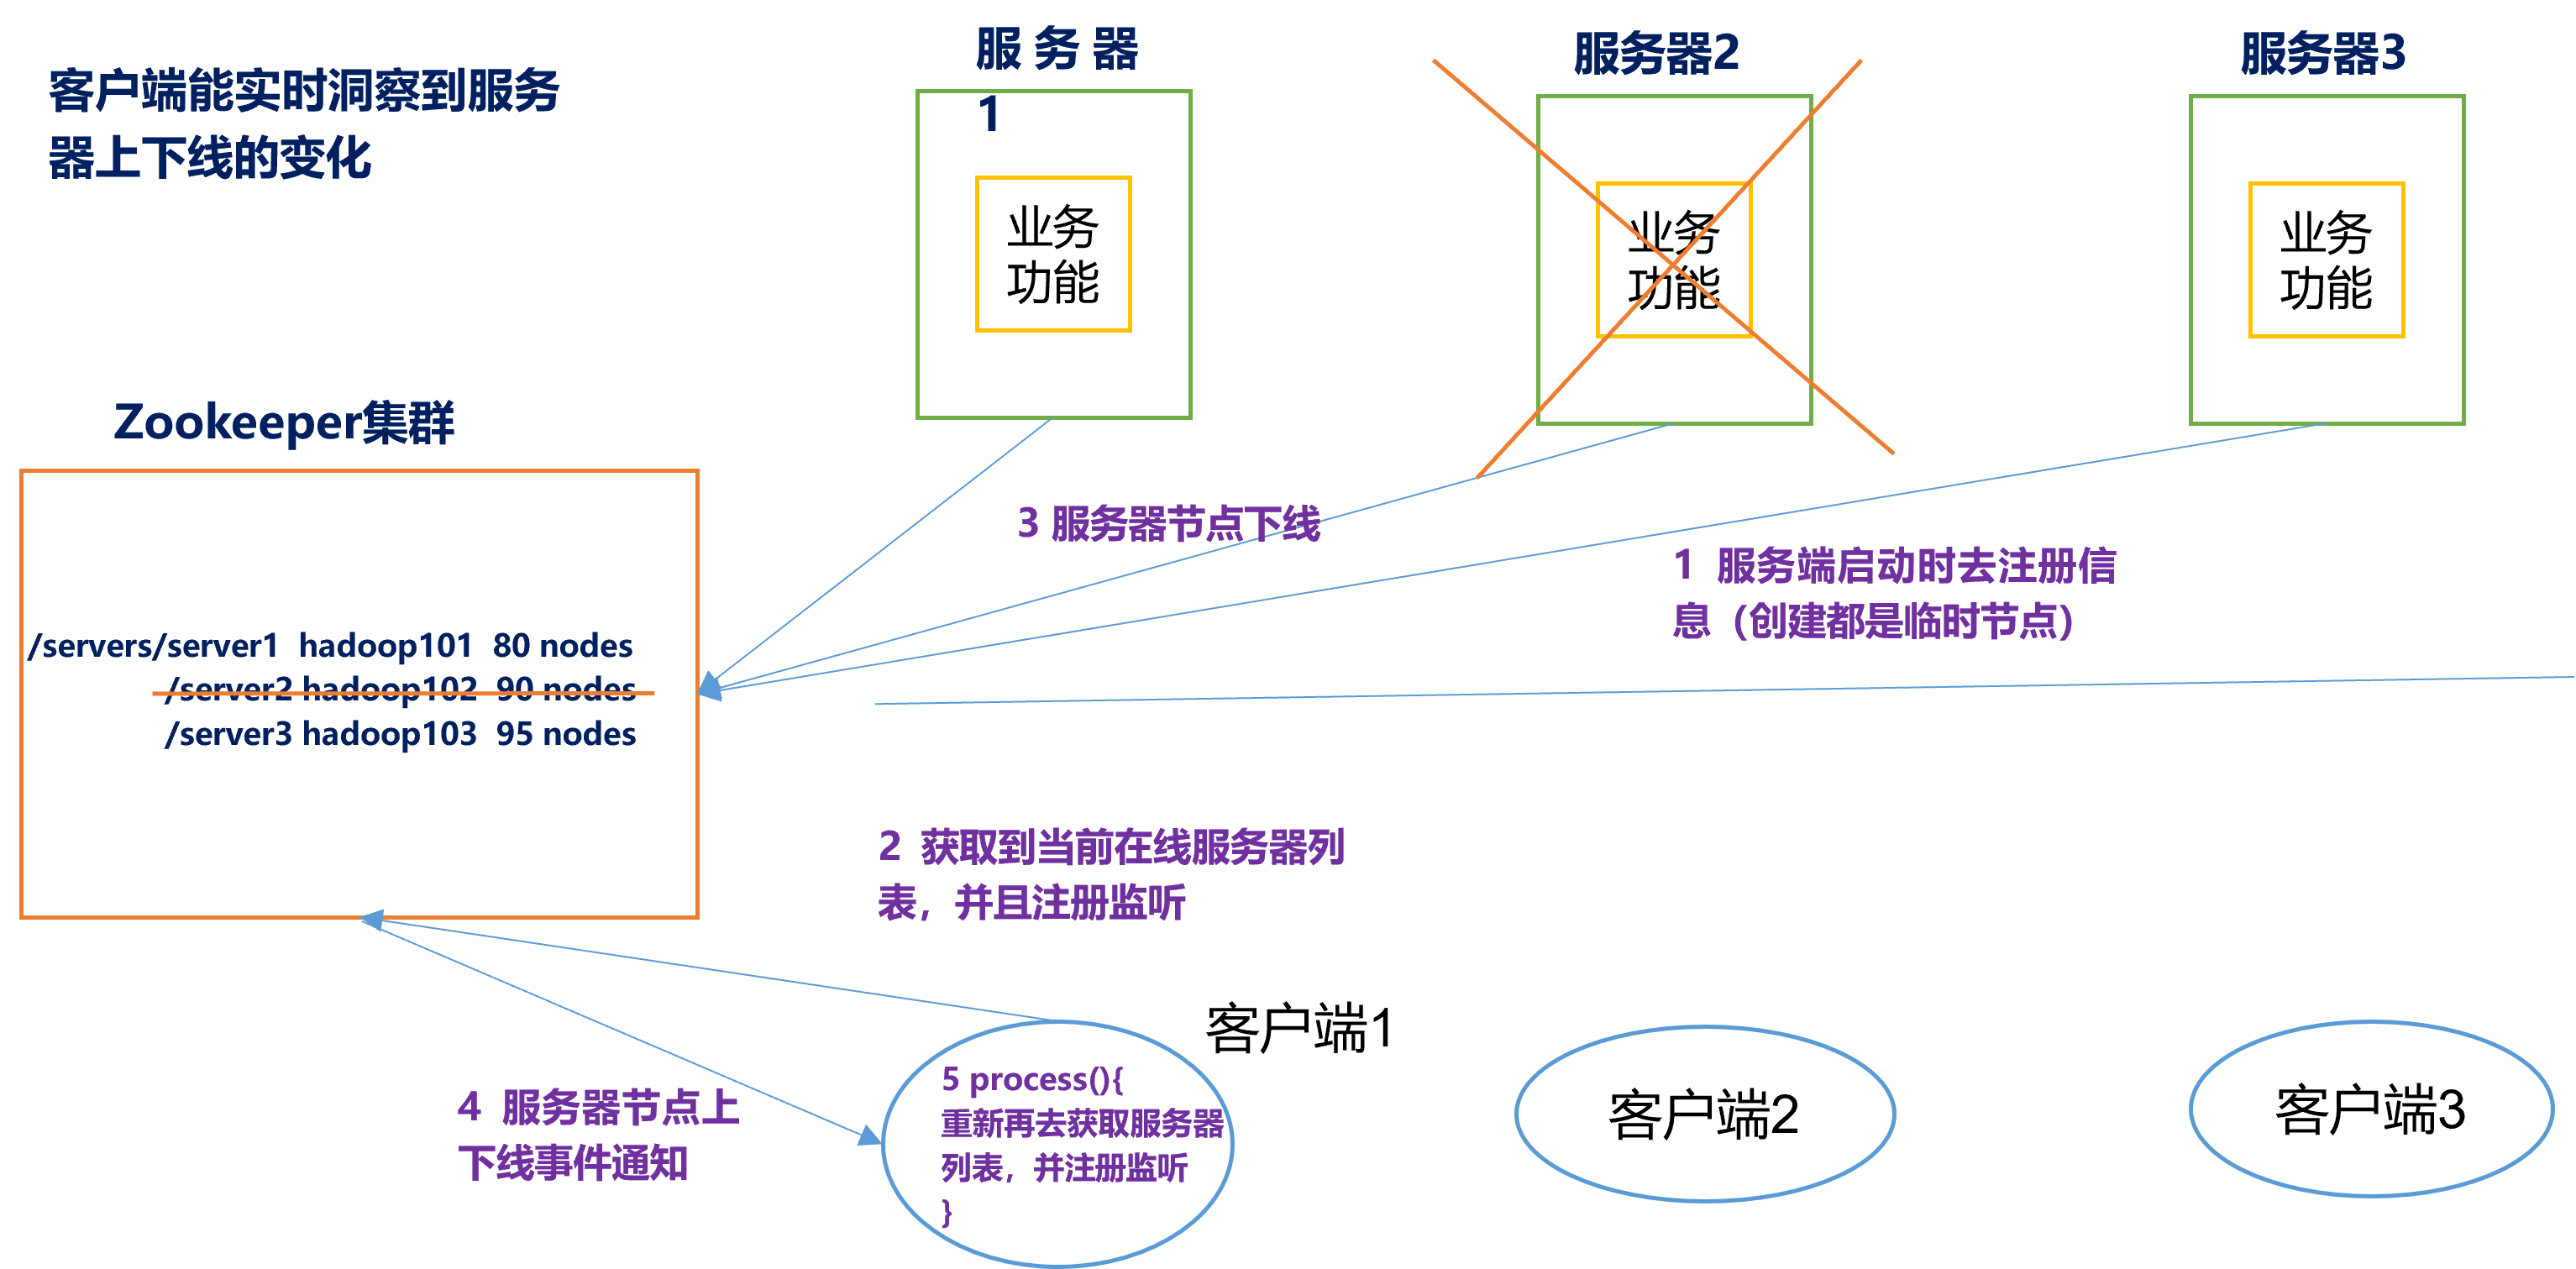 客户端能实时洞察到服务
器上下线的变化
服 务 器
1
业务
功能
服务器2
业务
功能
服务器3
业务
功能
Zookeeper集群
/servers/server1 hadoop101 80 nodes
/server2 hadoop102 90 nodes
/server3 hadoop103 95 nodes
3 服务器节点下线
1 服务端启动时去注册信
息（创建都是临时节点）
2 获取到当前在线服务器列
表，并且注册监听
4 服务器节点上
下线事件通知
客户端1
5 process(){
重新再去获取服务器
列表，并注册监听
}
客户端2
客户端3